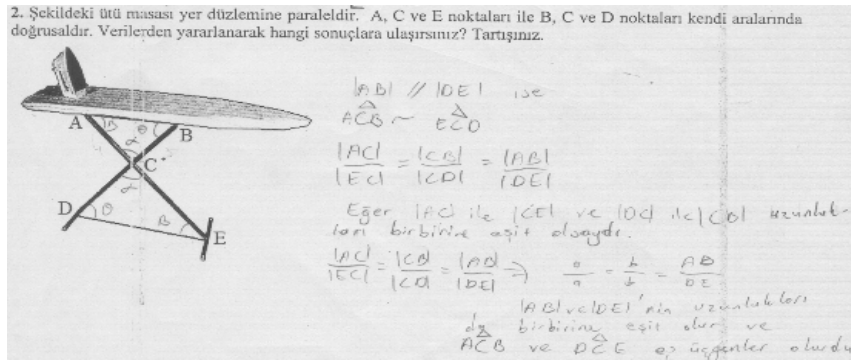 2. Şekildeki ütü masası yer düzlemine paraleldir. A, C ve E noktaları ile B, C ve D noktaları kendi aralarında
doğrusaldır. Verilerden yararlanarak hangi sonuçlara ulaşırsınız? Tartışınız.
|AB| // |DE| ise
ACB ~ ECD
|AC| / |EC| = |CB| / |CD| = |AB| / |DE|
Eğer |AC| ile |CE| ve |DC| ile |CB| uzunluk-
ları birbirine eşit olsaydı.
|AC| / |EC| = |CB| / |CD| = |AB| / |DE| ⇒ a / a = b / b = AB / DE
|AB| ve |DE|'nin uzunlukları
da birbirine eşit olur ve
ACB ve DCE eş üçgenler olurdu
A B θ B
α
C
α
D θ B E